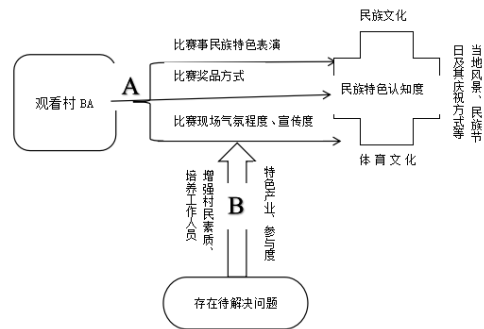 民族文化
比赛事民族特色表演
A
比赛奖品方式
观看村 BA
民族特色认知度
比赛现场气氛程度、宣传度
体育文化
当地风景、民族节
日及其庆祝方式等
B
增强村民素质、
培养工作人员
特色产业、参与度
存在待解决问题